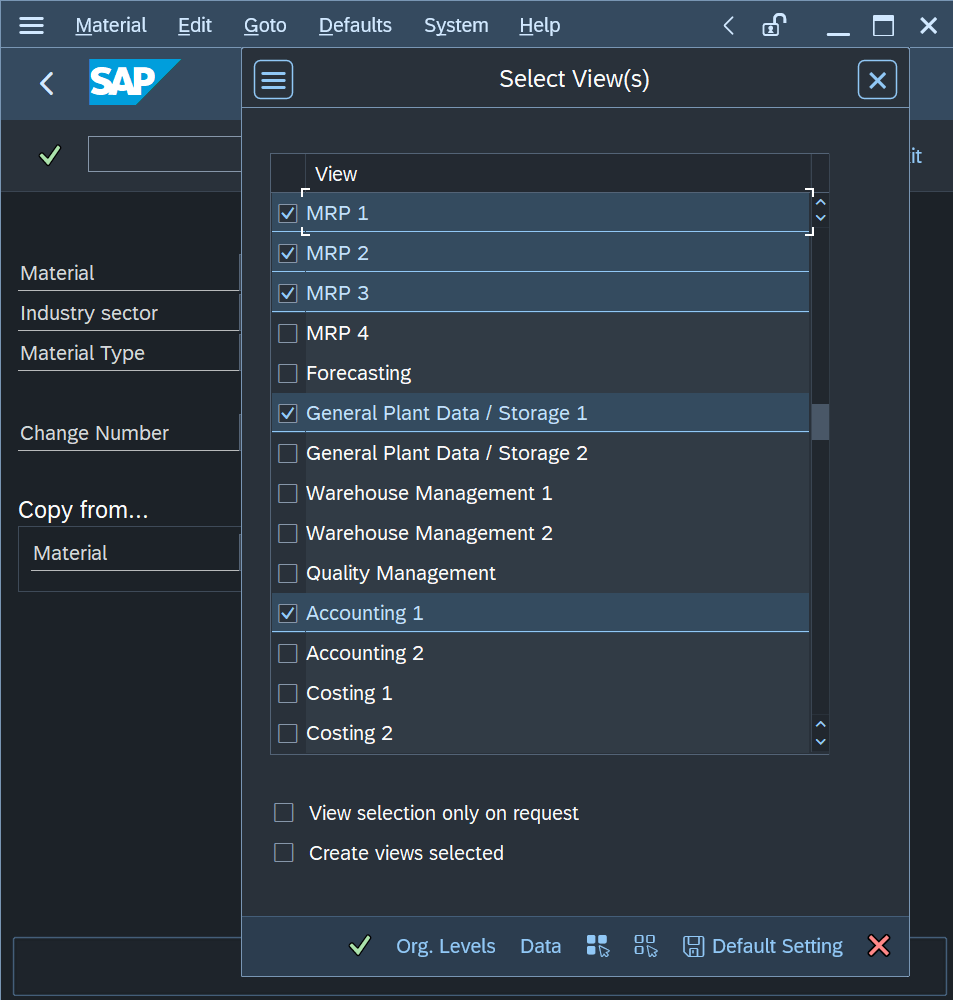 Material Edit Goto Defaults System Help
SAP
Select View(s)
it
View
MRP 1
MRP 2
MRP 3
MRP 4
Forecasting
General Plant Data / Storage 1
General Plant Data / Storage 2
Warehouse Management 1
Warehouse Management 2
Quality Management
Accounting 1
Accounting 2
Costing 1
Costing 2
View selection only on request
Create views selected
Org. Levels Data Default Setting
Material
Industry sector
Material Type
Change Number
Copy from...
Material